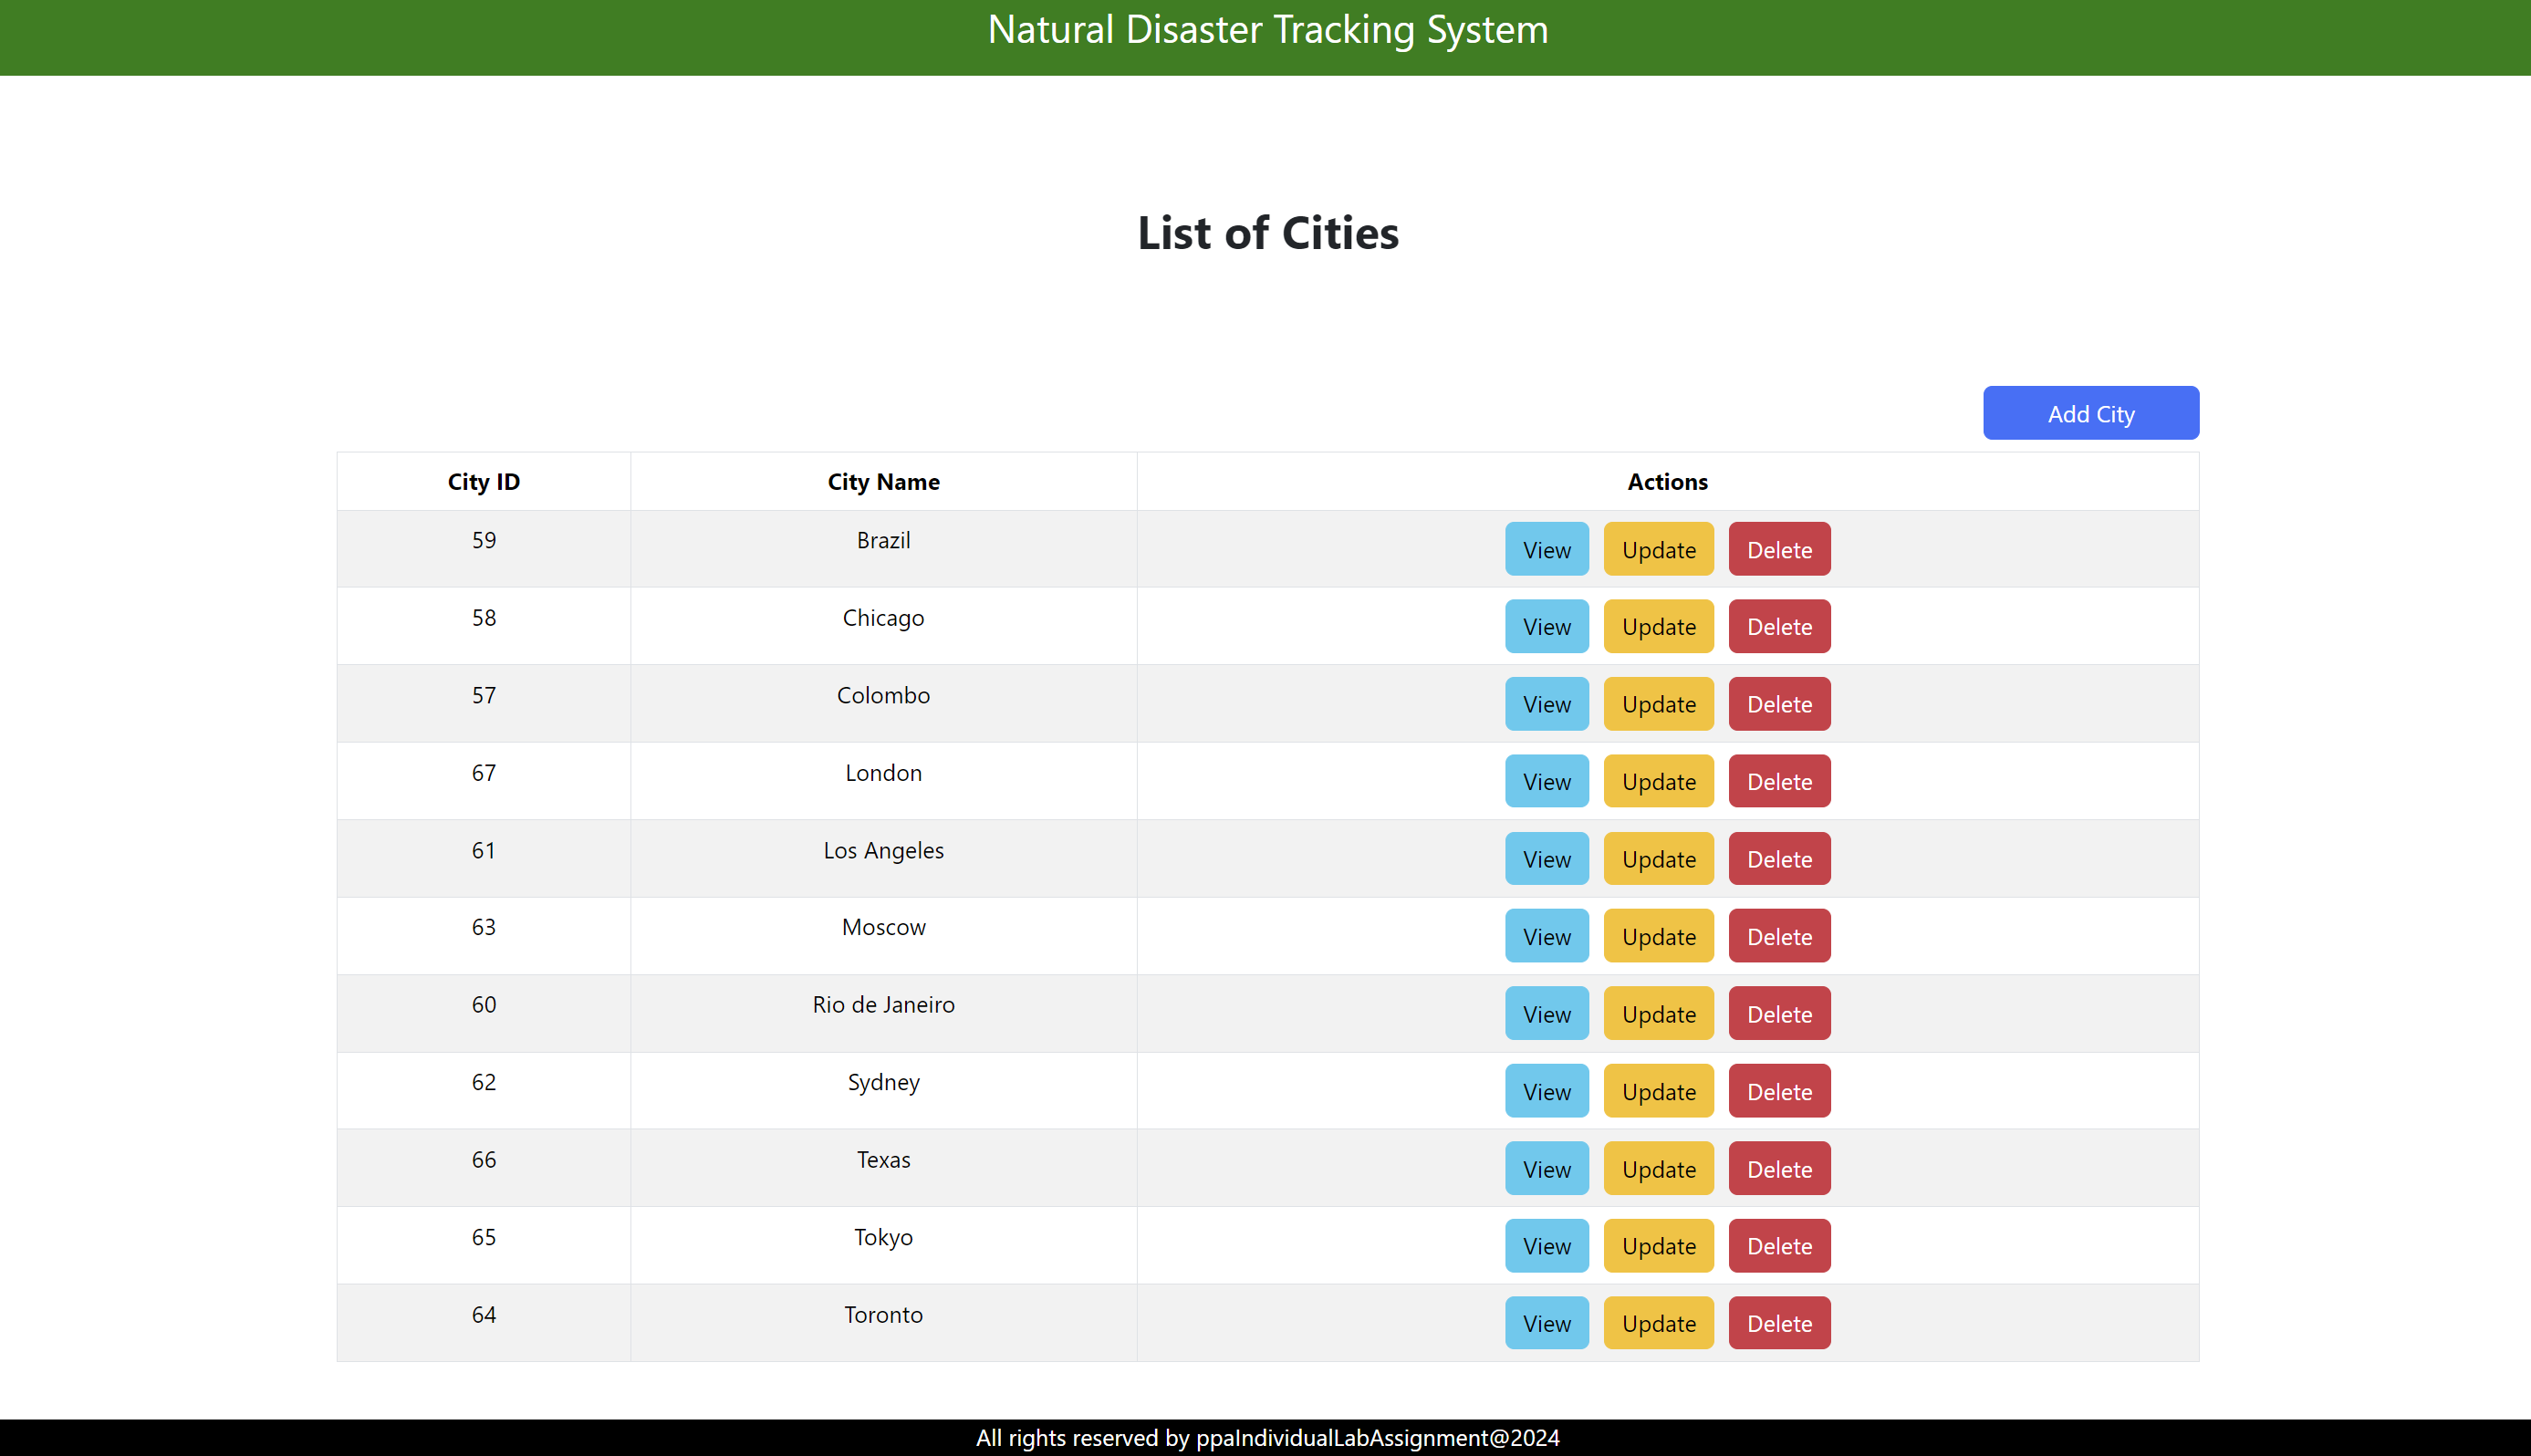 Natural Disaster Tracking System
List of Cities
Add City
City ID City Name Actions
59 Brazil View Update Delete
58 Chicago View Update Delete
57 Colombo View Update Delete
67 London View Update Delete
61 Los Angeles View Update Delete
63 Moscow View Update Delete
60 Rio de Janeiro View Update Delete
62 Sydney View Update Delete
66 Texas View Update Delete
65 Tokyo View Update Delete
64 Toronto View Update Delete
All rights reserved by ppaIndividualLabAssignment@2024